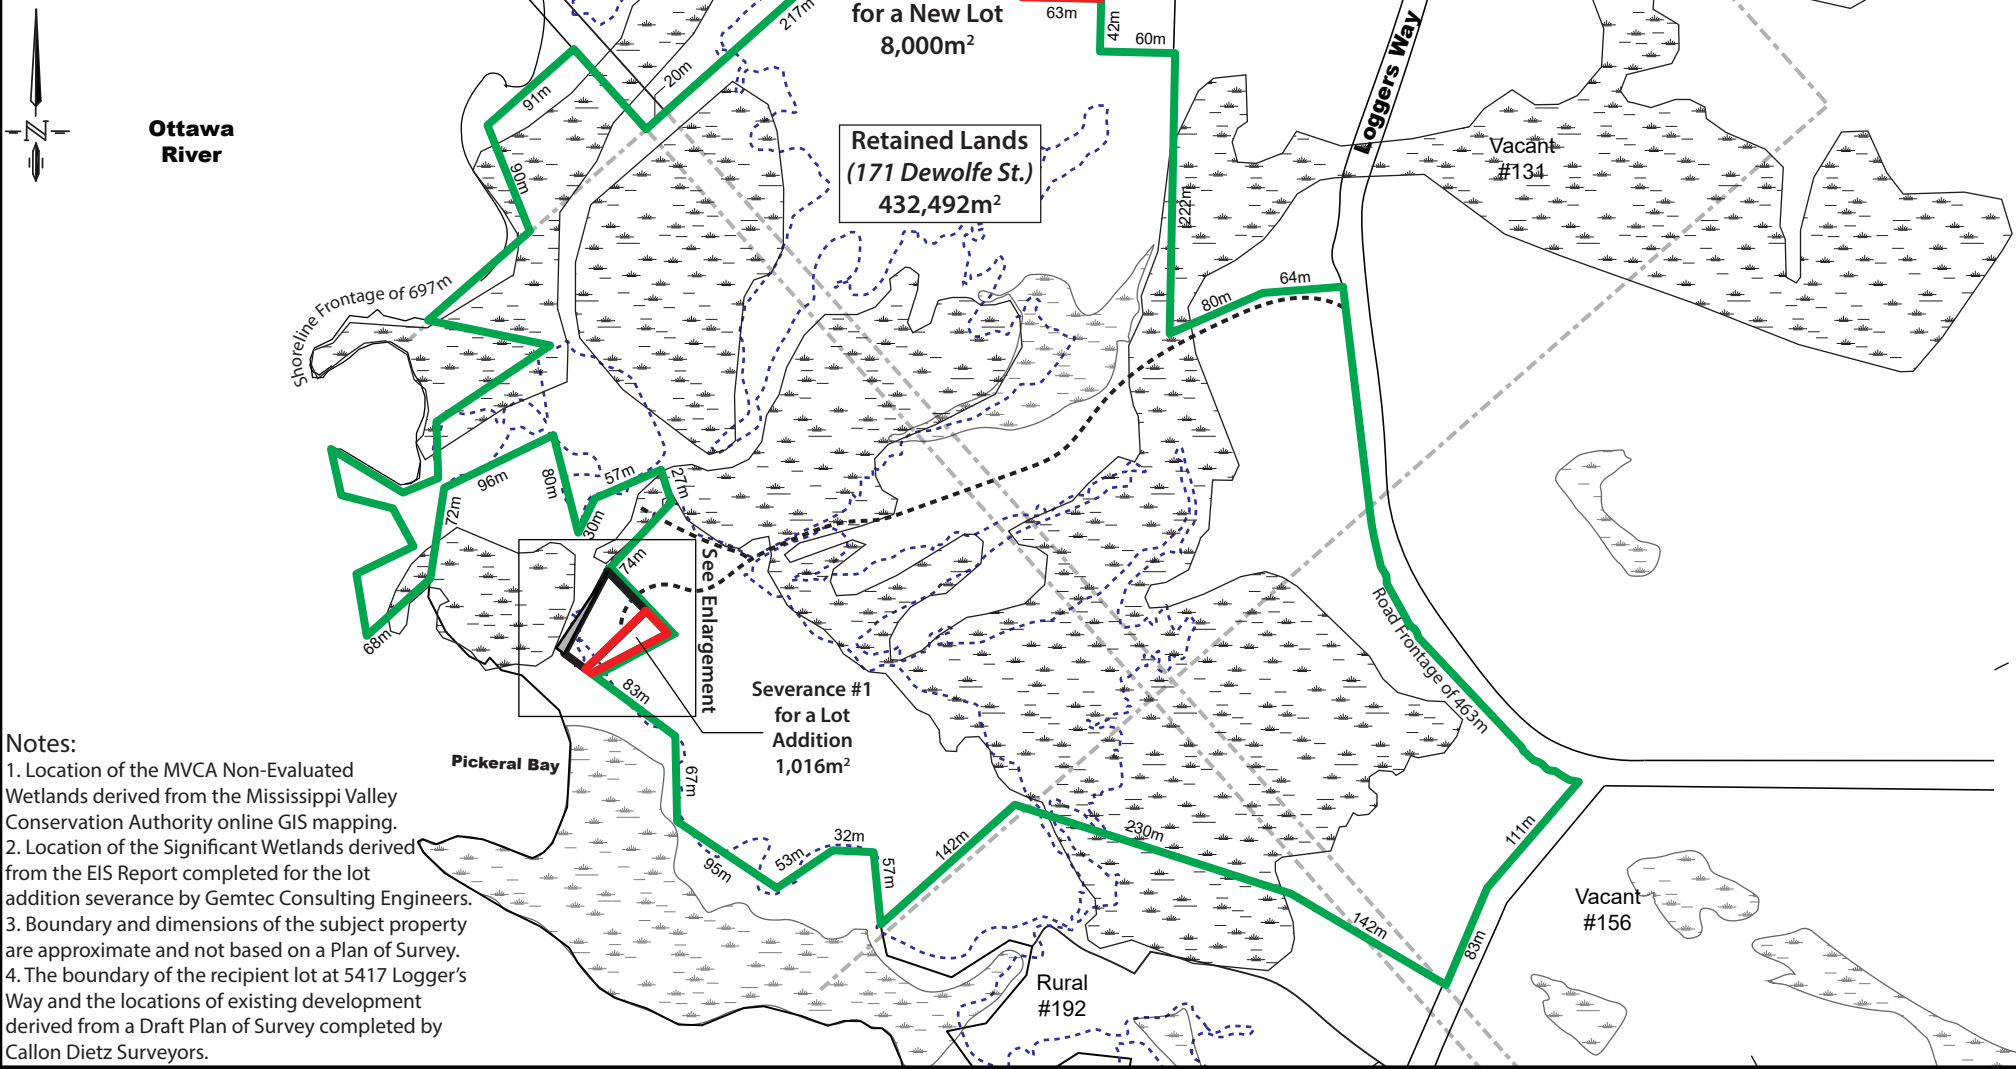 217m
for a New Lot
8,000m²
63m
42m
60m
Loggers Way
20m
91m
N
Ottawa
River
90m
Retained Lands
(171 Dewolfe St.)
432,492m²
Vacant
#131
222m
Shoreline Frontage of 697m
80m
64m
96m
80m
57m
27m
72m
30m
74m
See Enlargement
68m
83m
Road Frontage of 463m
Severance #1
for a Lot
Addition
1,016m²
Pickeral Bay
67m
95m
53m
32m
57m
142m
230m
111m
142m
83m
Vacant
#156
Rural
#192
Notes:
1. Location of the MVCA Non-Evaluated
Wetlands derived from the Mississippi Valley
Conservation Authority online GIS mapping.
2. Location of the Significant Wetlands derived
from the EIS Report completed for the lot
addition severance by Gemtec Consulting Engineers.
3. Boundary and dimensions of the subject property
are approximate and not based on a Plan of Survey.
4. The boundary of the recipient lot at 5417 Logger's
Way and the locations of existing development
derived from a Draft Plan of Survey completed by
Callon Dietz Surveyors.